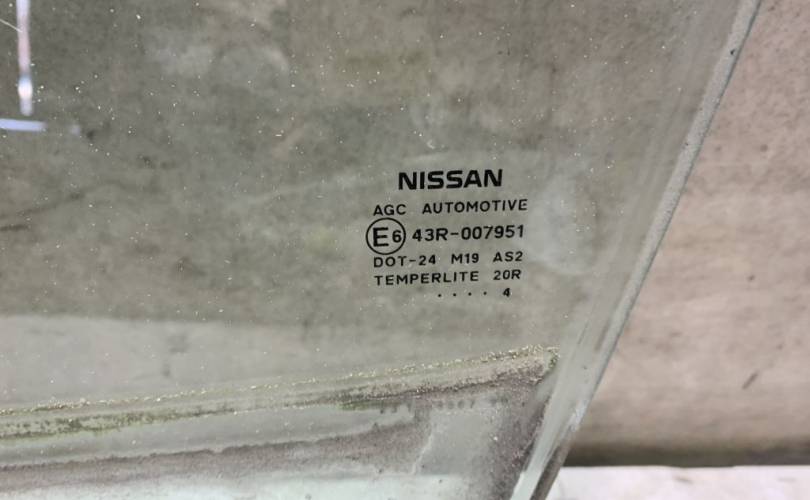 NISSAN
AGC AUTOMOTIVE
E6 43R-007951
DOT-24 M19 AS2
TEMPERLITE 20R
.... 4